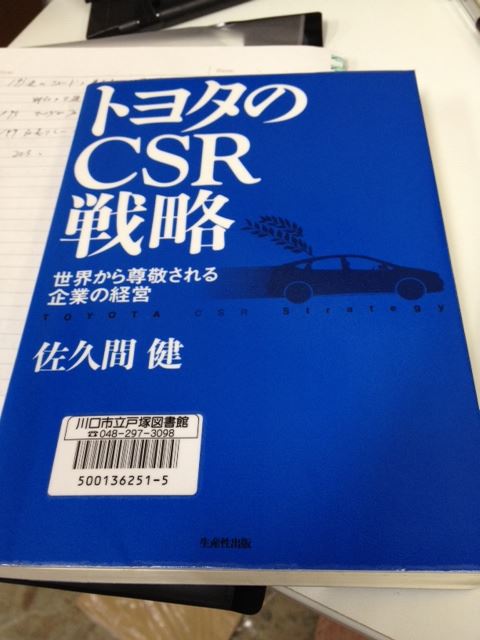 トヨタの
CSR
戦略
世界から尊敬される
企業の経営
TOYOTA CSR Strategy
佐久間 健
川口市立戸塚図書館
☎048-297-3098
500136251-5
生産性出版